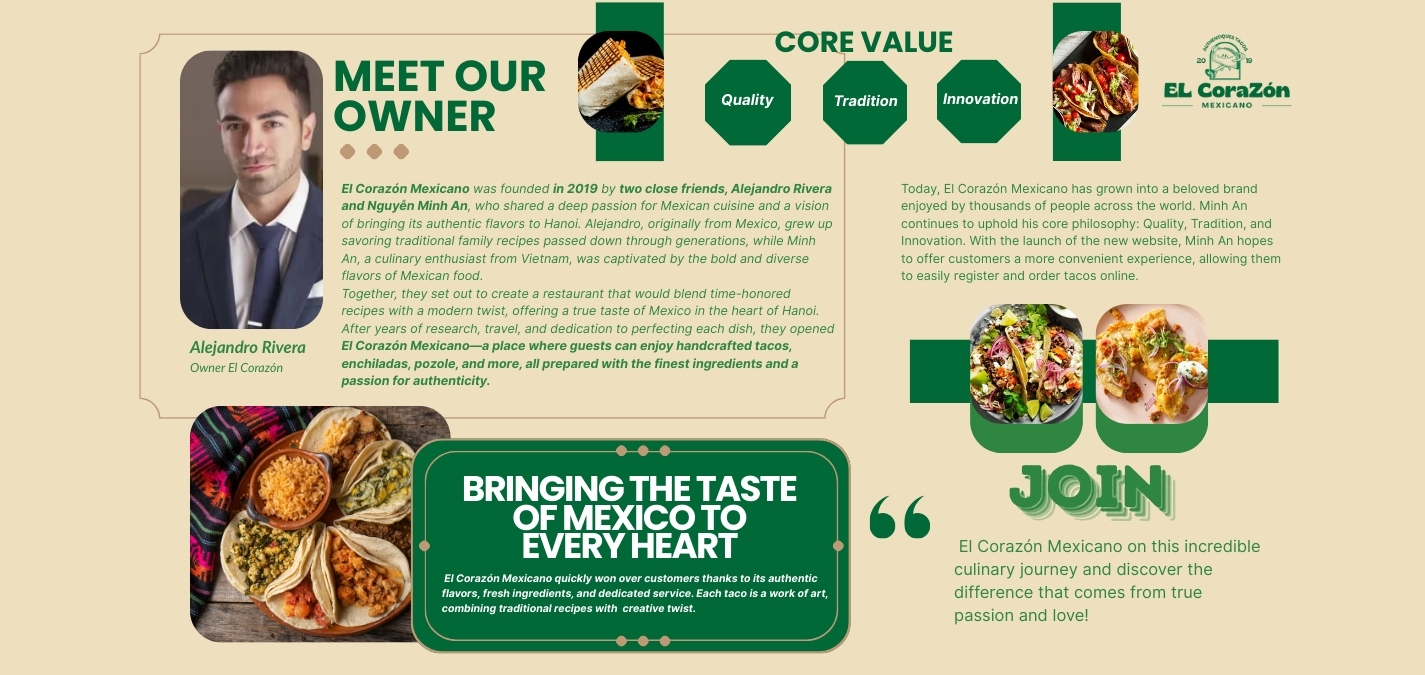 MEET OUR
OWNER
CORE VALUE
Quality
Tradition
Innovation
AUTHENTIQUES TACOS
20 19
EL CoraZón
MEXICANO
El Corazón Mexicano was founded in 2019 by two close friends, Alejandro Rivera
and Nguyễn Minh An, who shared a deep passion for Mexican cuisine and a vision
of bringing its authentic flavors to Hanoi. Alejandro, originally from Mexico, grew up
savoring traditional family recipes passed down through generations, while Minh
An, a culinary enthusiast from Vietnam, was captivated by the bold and diverse
flavors of Mexican food.
Together, they set out to create a restaurant that would blend time-honored
recipes with a modern twist, offering a true taste of Mexico in the heart of Hanoi.
After years of research, travel, and dedication to perfecting each dish, they opened
El Corazón Mexicano—a place where guests can enjoy handcrafted tacos,
enchiladas, pozole, and more, all prepared with the finest ingredients and a
passion for authenticity.
Alejandro Rivera
Owner El Corazón
Today, El Corazón Mexicano has grown into a beloved brand
enjoyed by thousands of people across the world. Minh An
continues to uphold his core philosophy: Quality, Tradition, and
Innovation. With the launch of the new website, Minh An hopes
to offer customers a more convenient experience, allowing them
to easily register and order tacos online.
BRINGING THE TASTE
OF MEXICO TO
EVERY HEART
El Corazón Mexicano quickly won over customers thanks to its authentic
flavors, fresh ingredients, and dedicated service. Each taco is a work of art,
combining traditional recipes with creative twist.
“
JOIN
El Corazón Mexicano on this incredible
culinary journey and discover the
difference that comes from true
passion and love!